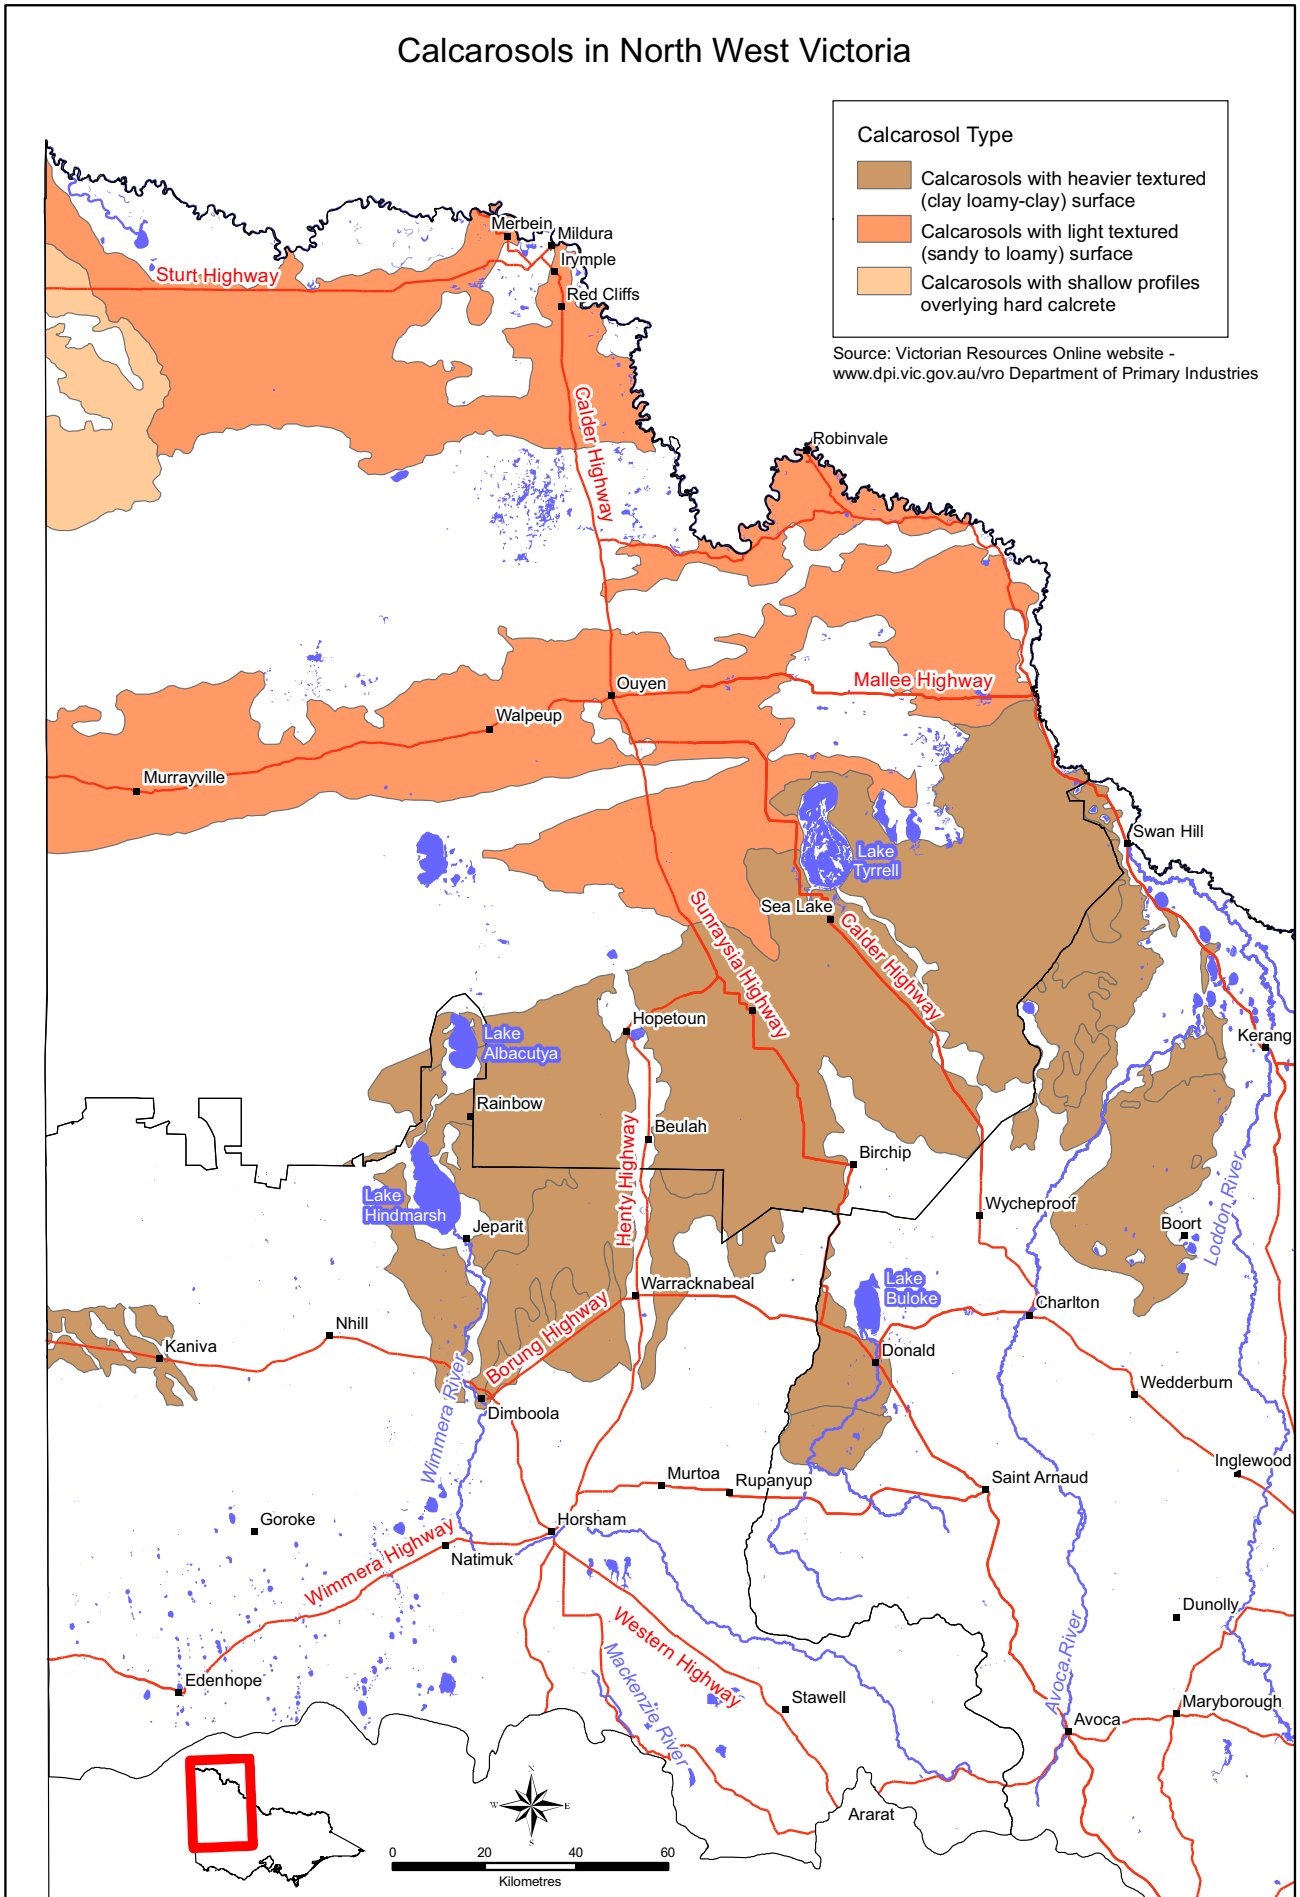 Calcarosols in North West Victoria
Calcarosol Type
Calcarosols with heavier textured
(clay loamy-clay) surface
Calcarosols with light textured
(sandy to loamy) surface
Calcarosols with shallow profiles
overlying hard calcrete
Source: Victorian Resources Online website -
www.dpi.vic.gov.au/vro Department of Primary Industries
Merbein
Mildura
Irymple
Sturt Highway
Red Cliffs
Calder Highway
Robinvale
Mallee Highway
Ouyen
Walpeup
Murrayville
Swan Hill
Lake
Tyrrell
Sea Lake
Sunraysia Highway
Calder Highway
Hopetoun
Lake
Albacutya
Kerang
Rainbow
Beulah
Henty Highway
Birchip
Lake
Hindmarsh
Jeparit
Wycheproof
Boort
Loddon River
Warracknabeal
Lake
Buloke
Charlton
Nhill
Kaniva
Borung Highway
Donald
Wimmera River
Dimboola
Wedderburn
Inglewood
Murtoa
Rupanyup
Saint Arnaud
Goroke
Horsham
Natimuk
Wimmera Highway
Western Highway
Mackenzie River
Dunolly
Avoca River
Edenhope
Stawell
Maryborough
Avoca
Ararat
N
W
E
S
0
20
40
60
Kilometres